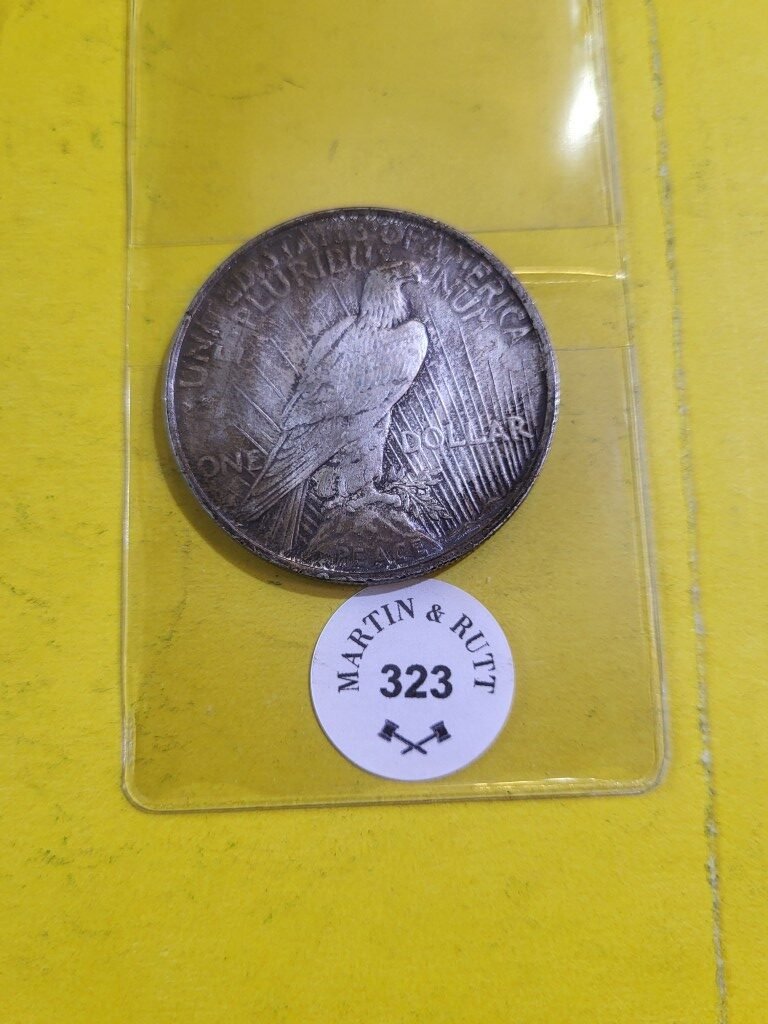 UNITED STATES OF AMERICA
E PLURIBUS UNUM
ONE DOLLAR
PEACE
MARTIN & RUTT
323